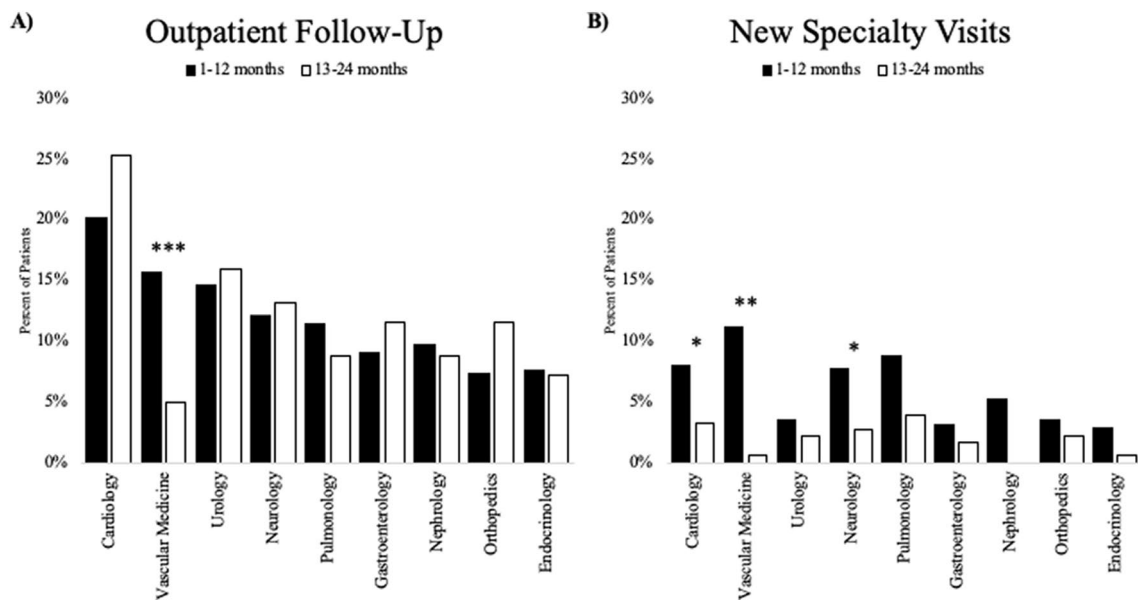 A)
Outpatient Follow-Up
1-12 months 13-24 months
Percent of Patients
30%
25%
20%
15%
10%
5%
0%
***
Cardiology
Vascular Medicine
Urology
Neurology
Pulmonology
Gastroenterology
Nephrology
Orthopedics
Endocrinology
B)
New Specialty Visits
1-12 months 13-24 months
Percent of Patients
30%
25%
20%
15%
10%
5%
0%
*
**
*
Cardiology
Vascular Medicine
Urology
Neurology
Pulmonology
Gastroenterology
Nephrology
Orthopedics
Endocrinology